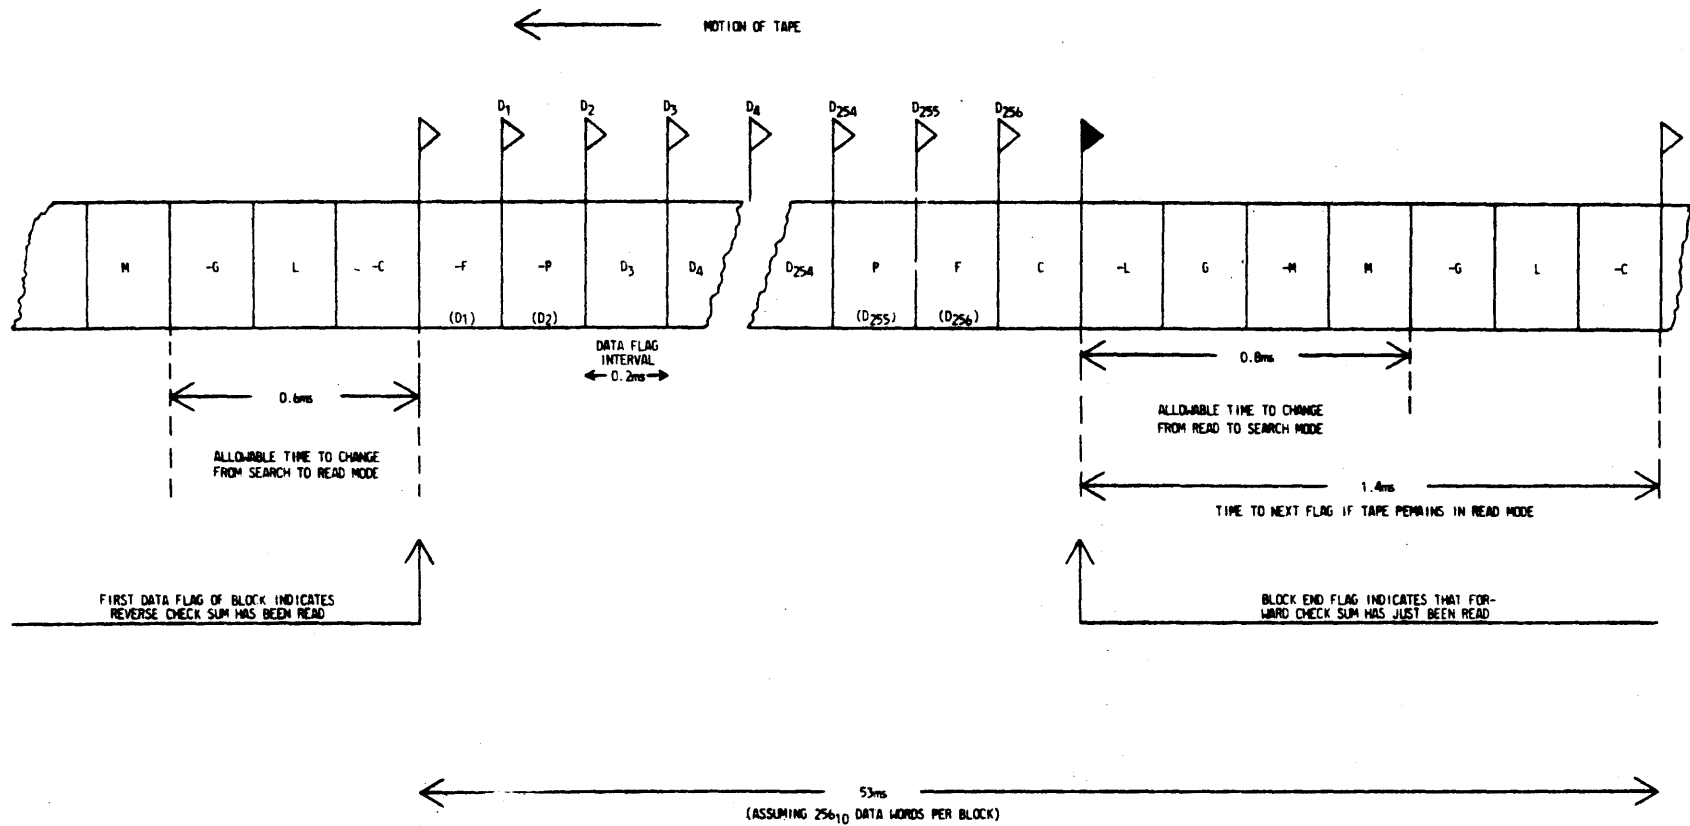 MOTION OF TAPE
D1 D2 D3 D4 D254 D255 D256
M -G L -C -F -P D3 D4 D254 P F C -L G -M M -G L -C
(D1) (D2) (D255) (D256)
DATA FLAG
INTERVAL
0.2ms
0.8ms
0.6ms
ALLOWABLE TIME TO CHANGE
FROM READ TO SEARCH MODE
ALLOWABLE TIME TO CHANGE
FROM SEARCH TO READ MODE
1.4ms
TIME TO NEXT FLAG IF TAPE REMAINS IN READ MODE
FIRST DATA FLAG OF BLOCK INDICATES
REVERSE CHECK SUM HAS BEEN READ
BLOCK END FLAG INDICATES THAT FOR-
WARD CHECK SUM HAS JUST BEEN READ
53ms
(ASSUMING 25610 DATA WORDS PER BLOCK)